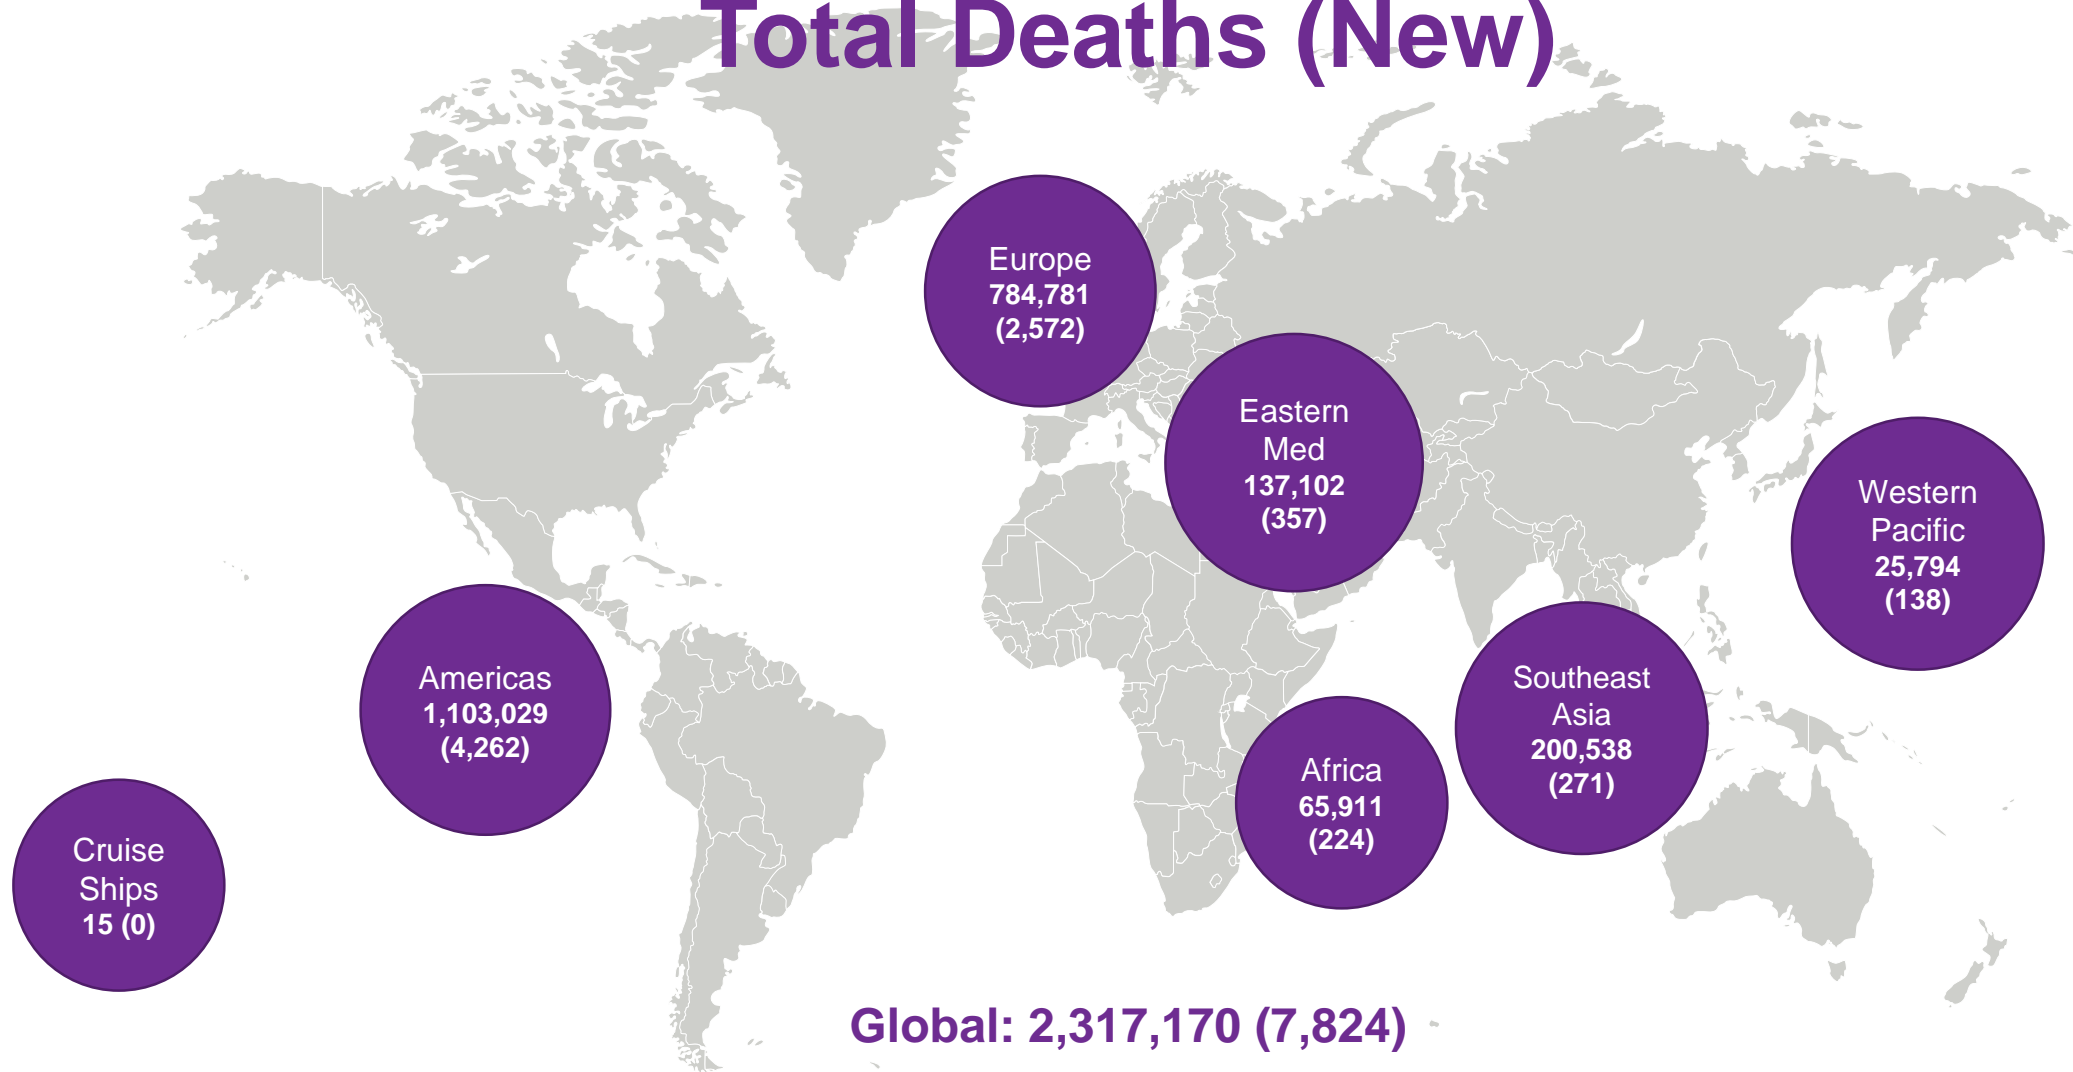 Total Deaths (New)
Europe
784,781
(2,572)
Eastern
Med
137,102
(357)
Western
Pacific
25,794
(138)
Americas
1,103,029
(4,262)
Southeast
Asia
200,538
(271)
Africa
65,911
(224)
Cruise
Ships
15 (0)
Global: 2,317,170 (7,824)